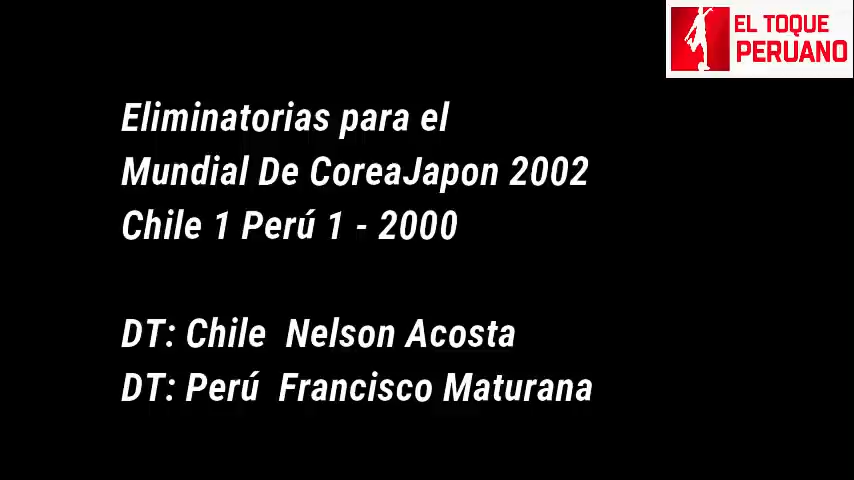 EL TOQUE
PERUANO
Eliminatorias para el
Mundial De CoreaJapon 2002
Chile 1 Perú 1 - 2000
DT: Chile Nelson Acosta
DT: Perú Francisco Maturana